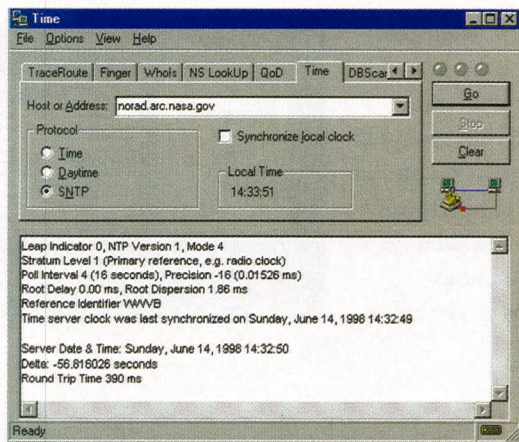 Time
File Options View Help
TraceRoute Finger WhoIs NS LookUp QoD Time DBScan
Host or Address: norad.arc.nasa.gov
Go
Protocol
Synchronize local clock
Stop
Time
Clear
Daytime
Local Time
SNTP
14:33:51
Leap Indicator 0, NTP Version 1, Mode 4
Stratum Level 1 (Primary reference, e.g. radio clock)
Poll Interval 4 (16 seconds), Precision -16 (0.01526 ms)
Root Delay 0.00 ms, Root Dispersion 1.86 ms
Reference Identifier WWVB
Time server clock was last synchronized on Sunday, June 14, 1998 14:32:49
Server Date & Time: Sunday, June 14, 1998 14:32:50
Delta: -56.816026 seconds
Round Trip Time 390 ms
Ready